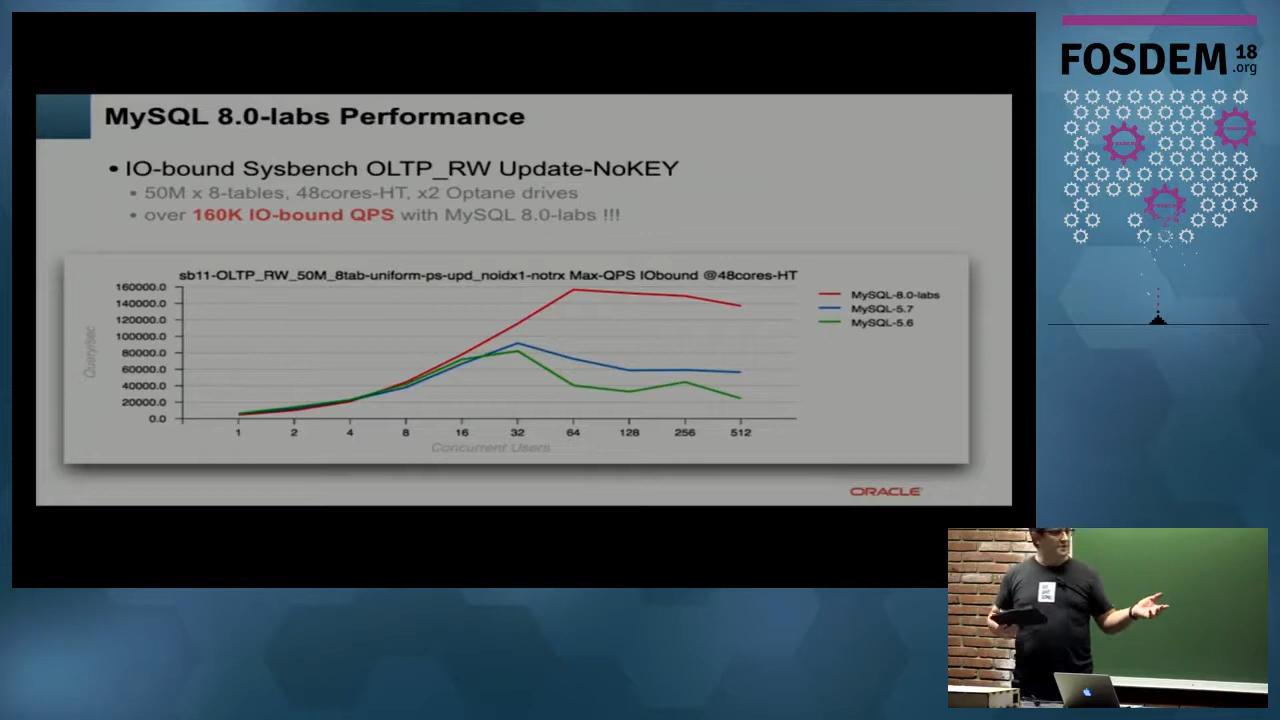 MySQL 8.0-labs Performance
• IO-bound Sysbench OLTP_RW Update-NoKEY
• 50M x 8-tables, 48cores-HT, x2 Optane drives
• over 160K IO-bound QPS with MySQL 8.0-labs !!!
sb11-OLTP_RW_50M_8tab-uniform-ps-upd_noidx1-notrx Max-QPS IObound @48cores-HT
Query/sec
160000.0
140000.0
120000.0
100000.0
80000.0
60000.0
40000.0
20000.0
0.0
1 2 4 8 16 32 64 128 256 512
Concurrent Users
MySQL-8.0-labs
MySQL-5.7
MySQL-5.6
ORACLE
FOSDEM 18
.org